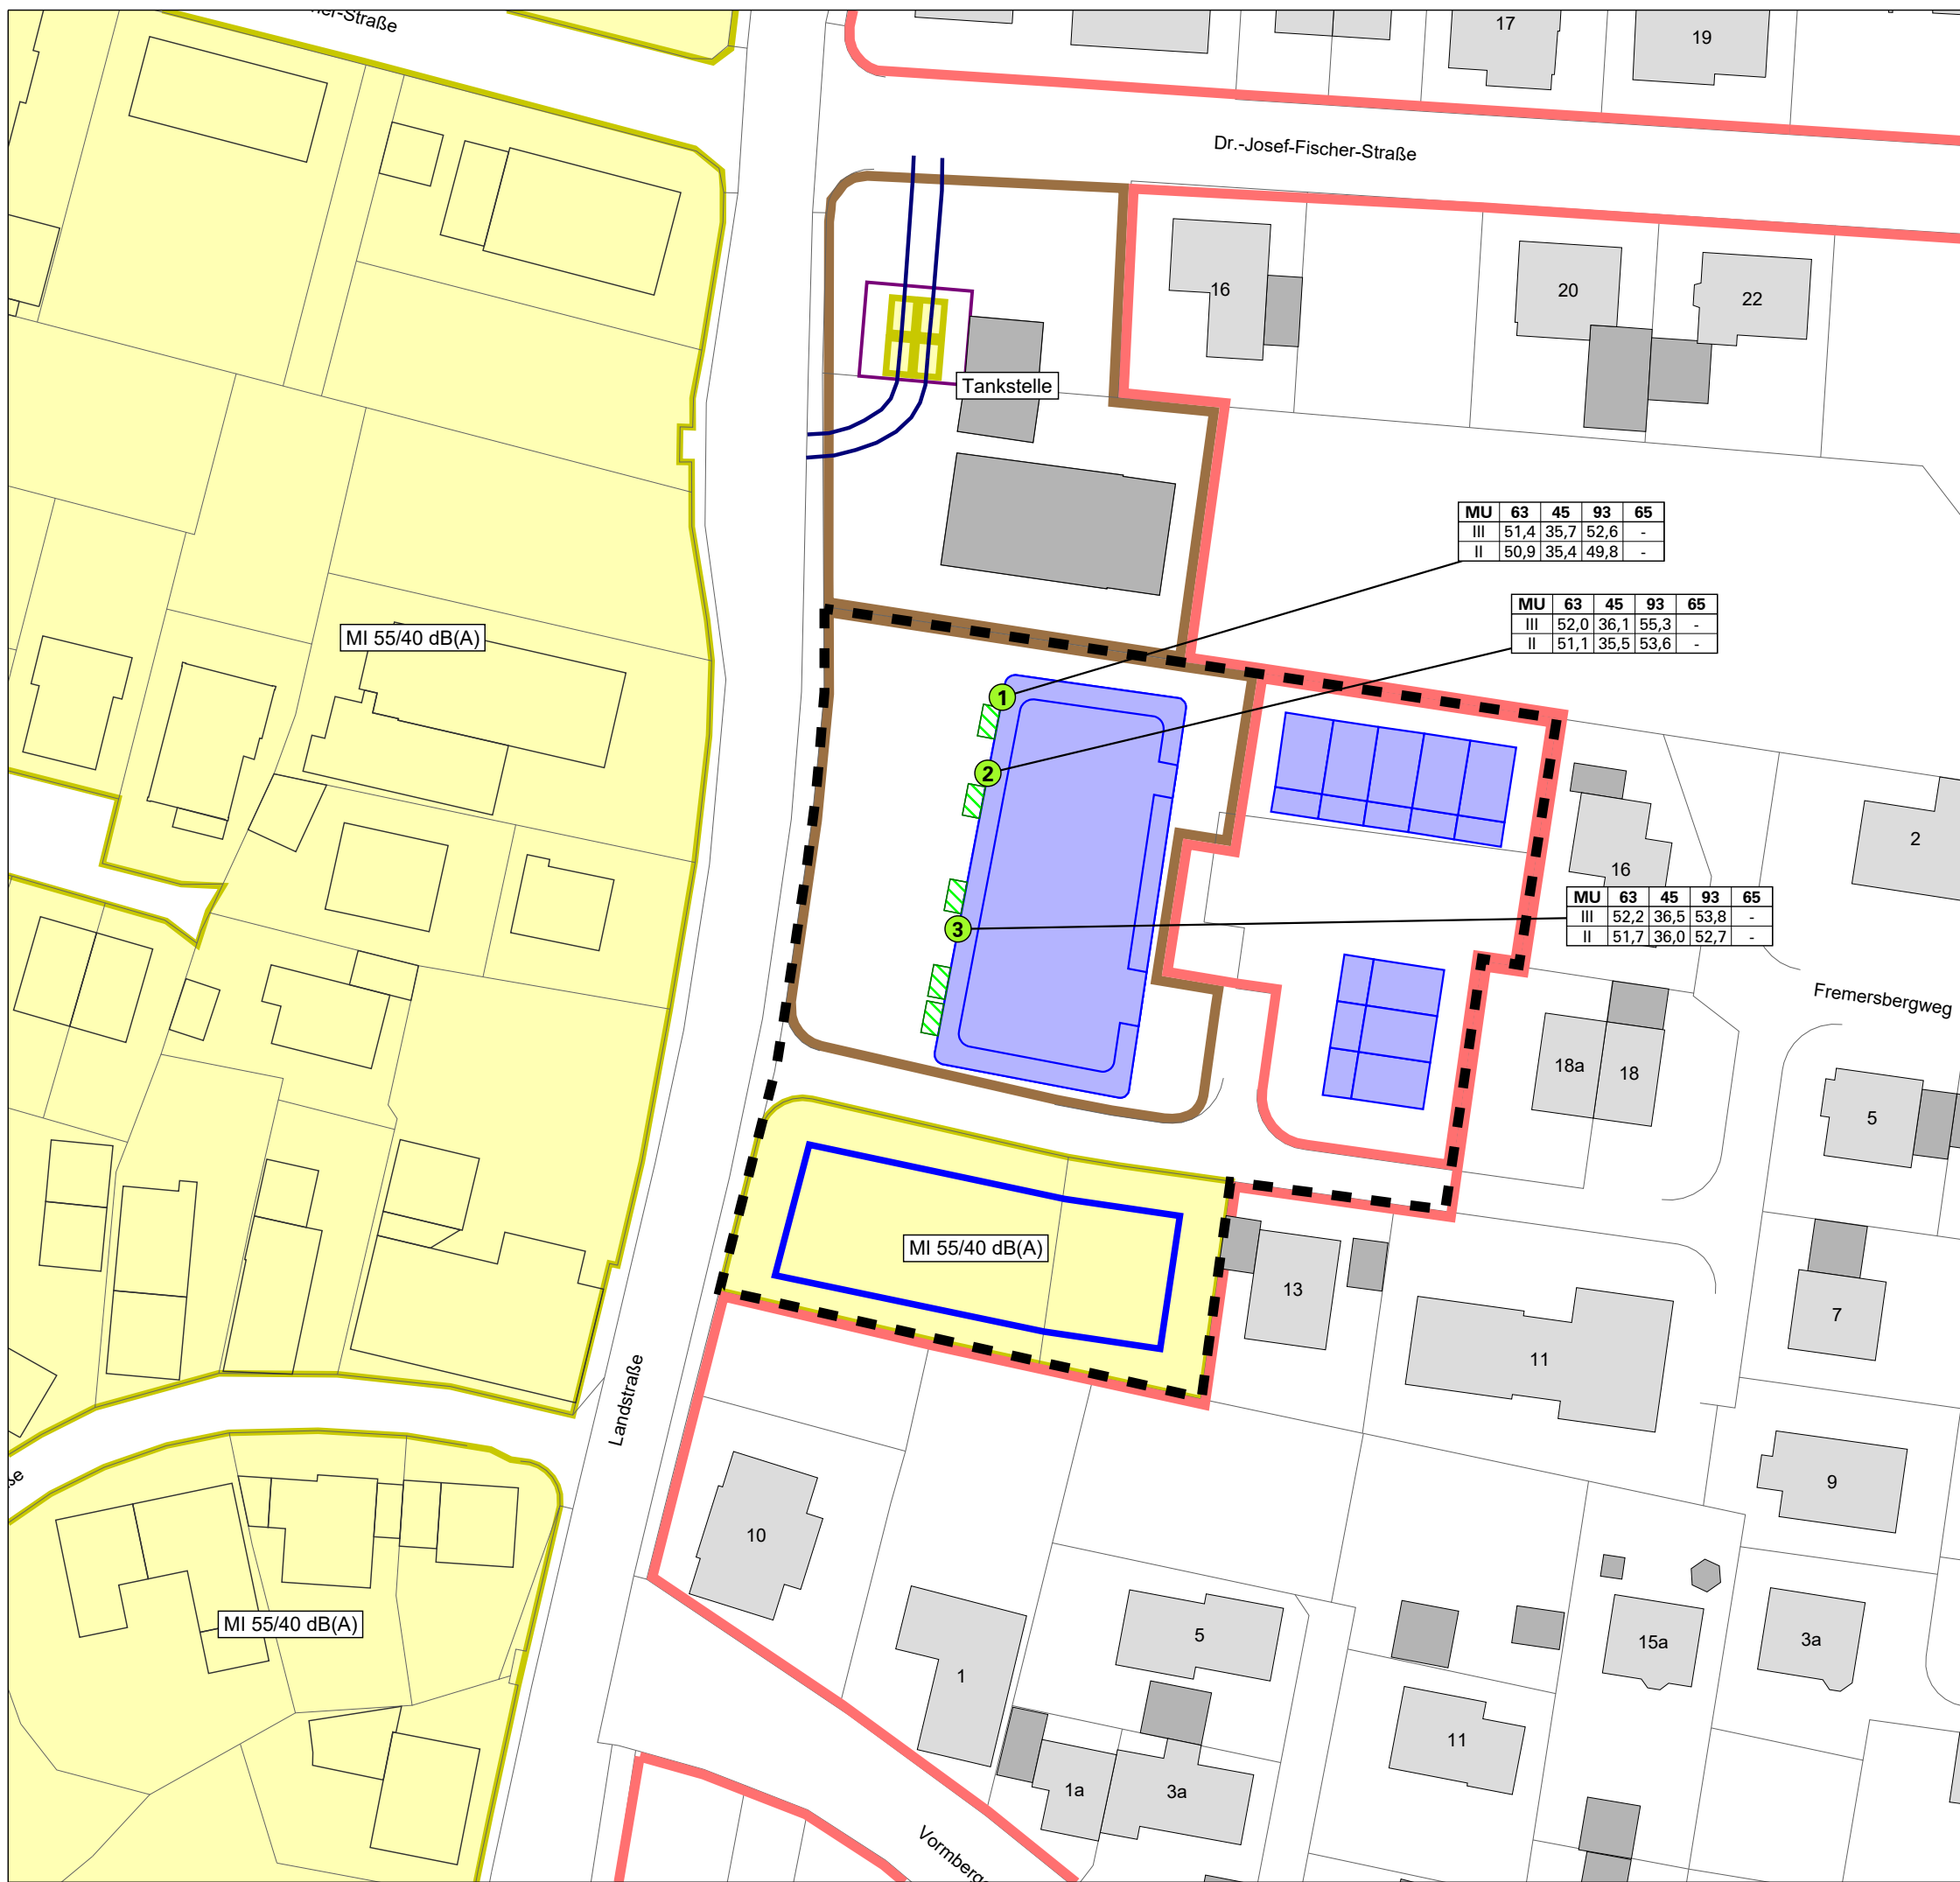 17
19
Dr.-Josef-Fischer-Straße
16
20
22
Tankstelle
MU 63 45 93 65
III 51,4 35,7 52,6 -
II 50,9 35,4 49,8 -
MU 63 45 93 65
III 52,0 36,1 55,3 -
II 51,1 35,5 53,6 -
MI 55/40 dB(A)
1
2
2
16
MU 63 45 93 65
III 52,2 36,5 53,8 -
II 51,7 36,0 52,7 -
3
Fremersbergweg
18a
18
5
MI 55/40 dB(A)
13
7
11
Landstraße
9
10
MI 55/40 dB(A)
5
15a
3a
1
11
1a
3a